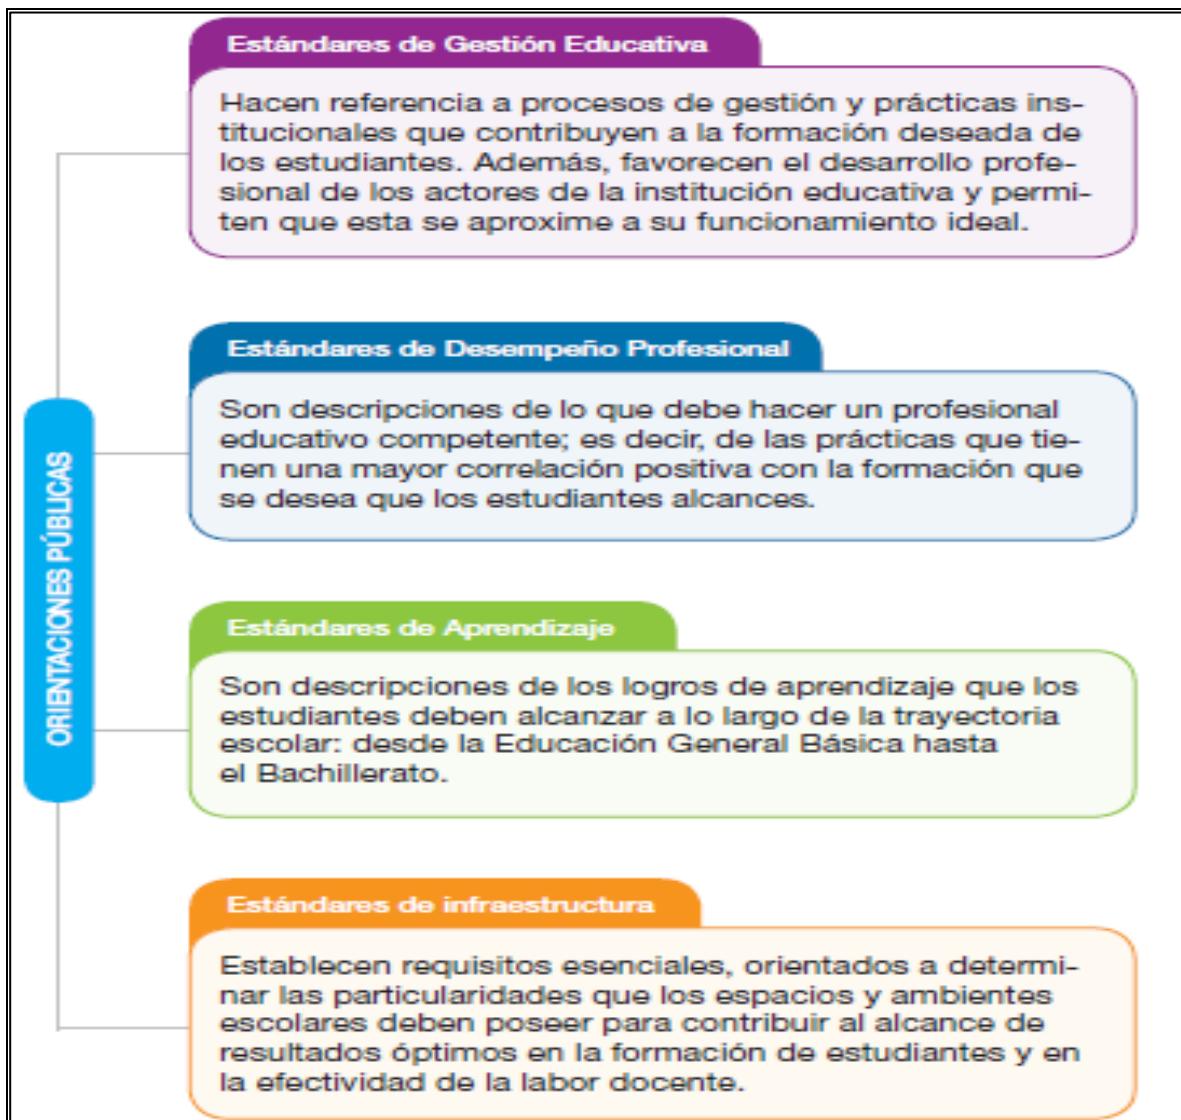 Estándares de Gestión Educativa
Hacen referencia a procesos de gestión y prácticas ins-
titucionales que contribuyen a la formación deseada de
los estudiantes. Además, favorecen el desarrollo profe-
sional de los actores de la institución educativa y permi-
ten que esta se aproxime a su funcionamiento ideal.
Estándares de Desempeño Profesional
Son descripciones de lo que debe hacer un profesional
educativo competente; es decir, de las prácticas que tie-
nen una mayor correlación positiva con la formación que
se desea que los estudiantes alcances.
ORIENTACIONES PÚBLICAS
Estándares de Aprendizaje
Son descripciones de los logros de aprendizaje que los
estudiantes deben alcanzar a lo largo de la trayectoria
escolar: desde la Educación General Básica hasta
el Bachillerato.
Estándares de infraestructura
Establecen requisitos esenciales, orientados a determi-
nar las particularidades que los espacios y ambientes
escolares deben poseer para contribuir al alcance de
resultados óptimos en la formación de estudiantes y en
la efectividad de la labor docente.